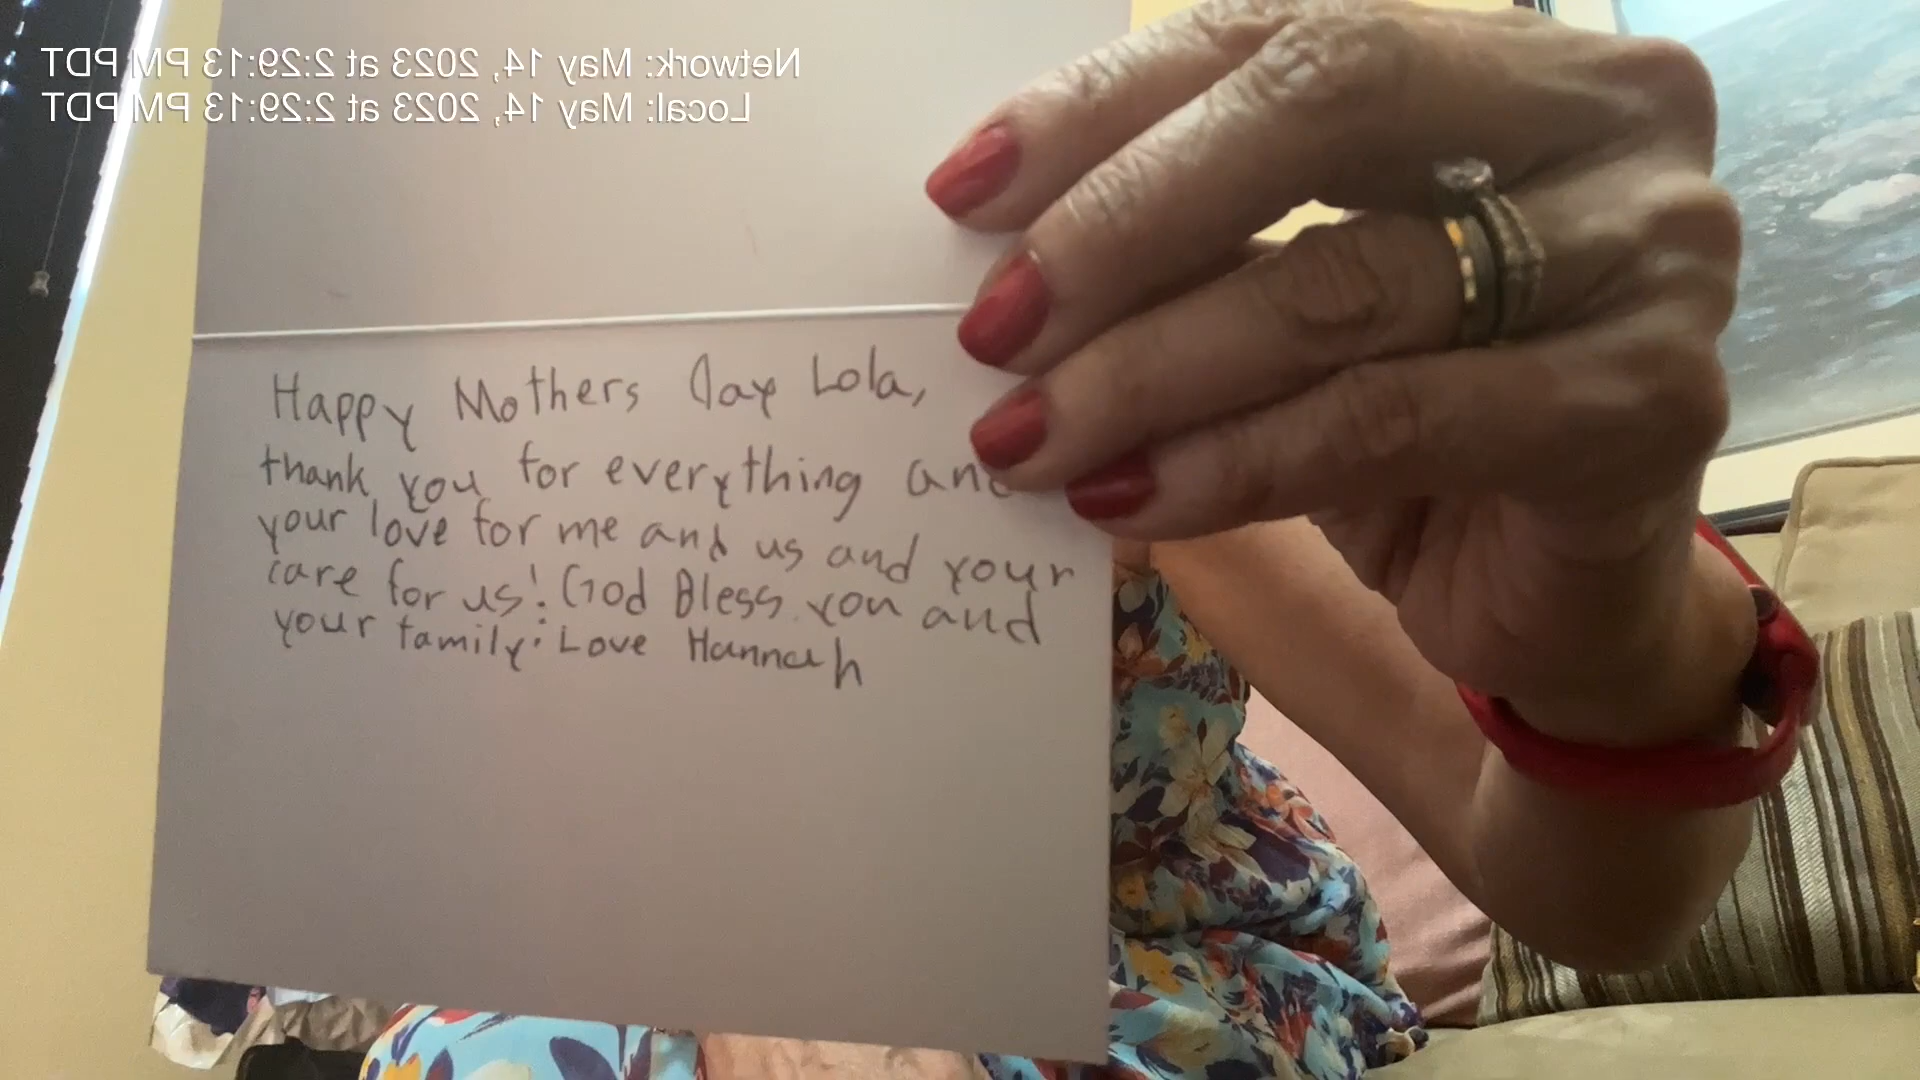 Network: May 14, 2023 at 2:29:13 PM PDT
Local: May 14, 2023 at 2:29:13 PM PDT
Happy Mothers Day Lola,
thank you for everything and
your love for me and us and your
care for us! God Bless you and
your family! Love Hannah